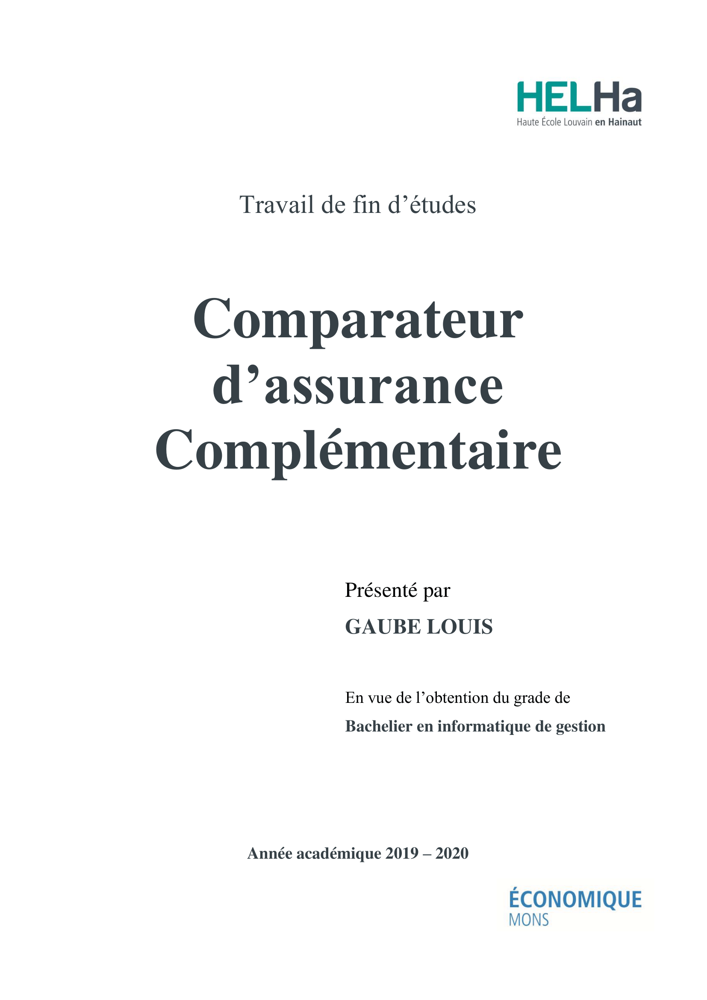 HELHa
Haute École Louvain en Hainaut
Travail de fin d’études
Comparateur
d’assurance
Complémentaire
Présenté par
GAUBE LOUIS
En vue de l’obtention du grade de
Bachelier en informatique de gestion
Année académique 2019 – 2020
ÉCONOMIQUE
MONS